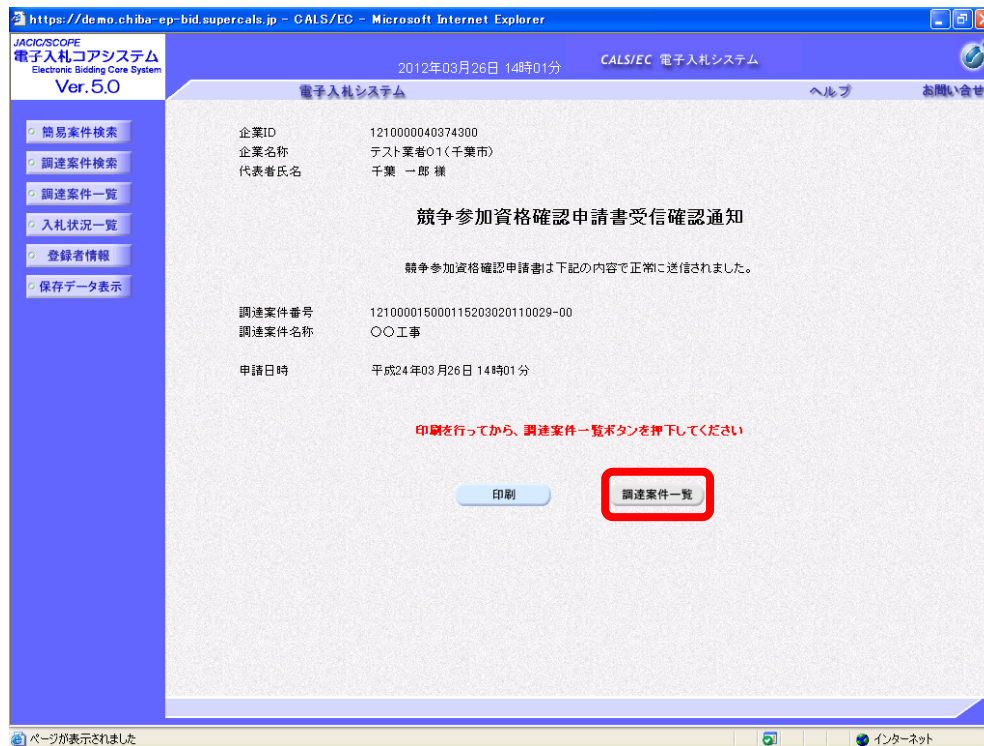 https://demo.chiba-ep-bid.supercals.jp - CALS/EC - Microsoft Internet Explorer
JACIC/SCOPE
電子入札コアシステム
Electronic Bidding Core System
Ver.5.0
2012年03月26日 14時01分
CALS/EC 電子入札システム
電子入札システム
ヘルプ
お問い合せ
簡易案件検索
調達案件検索
調達案件一覧
入札状況一覧
登録者情報
保存データ表示
企業ID 1210000040374300
企業名称 テスト業者01(千葉市)
代表者氏名 千葉 一郎 様
競争参加資格確認申請書受信確認通知
競争参加資格確認申請書は下記の内容で正常に送信されました。
調達案件番号 121000015000115203020110029-00
調達案件名称 〇〇工事
申請日時 平成24年03月26日 14時01分
印刷を行ってから、調達案件一覧ボタンを押下してください
印刷
調達案件一覧
ページが表示されました
インターネット